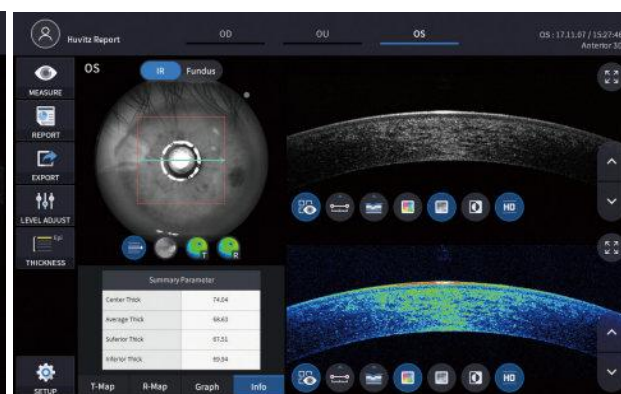 Huvitz Report
OD
OU
OS
OS : 17.11.07 / 15:27:46
Anterior 3D
OS
IR
Fundus
MEASURE
REPORT
EXPORT
LEVEL ADJUST
Epi
THICKNESS
SETUP
T
R
HD
HD
Summary Parameter
Center Thick 74.04
Average Thick 68.63
Suferior Thick 67.51
Inferior Thick 69.94
T-Map
R-Map
Graph
Info